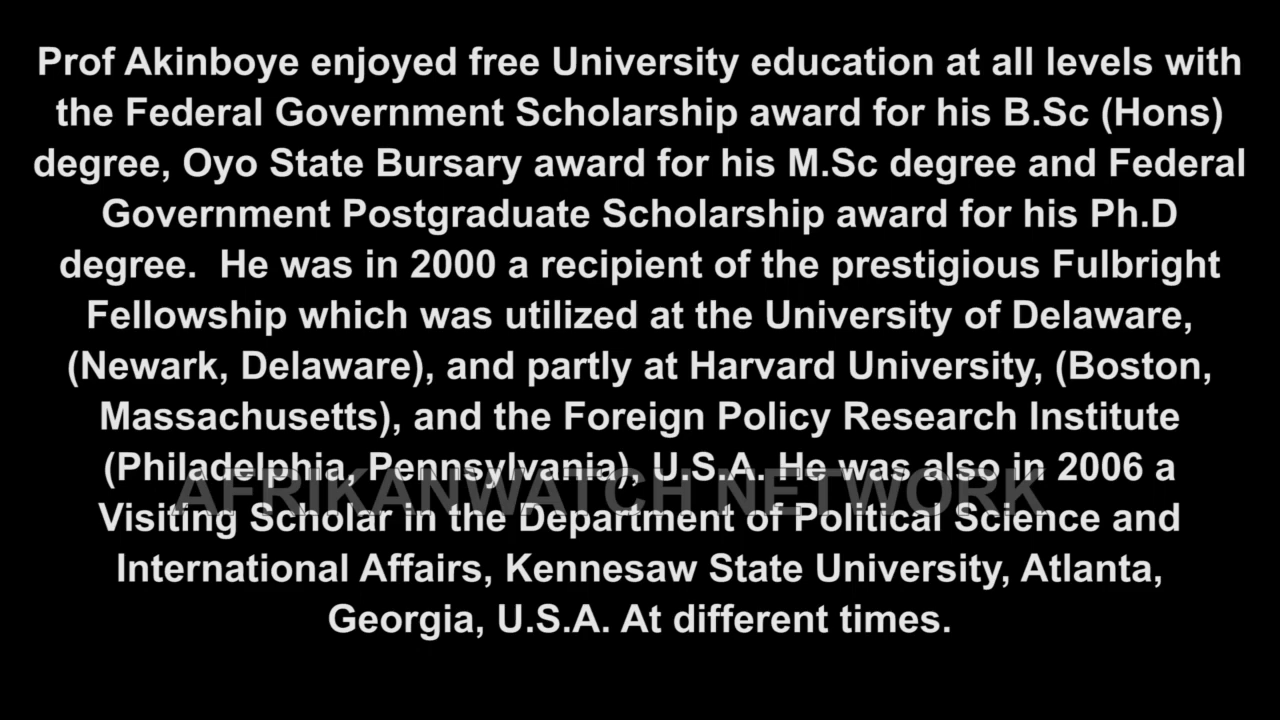 Prof Akinboye enjoyed free University education at all levels with
the Federal Government Scholarship award for his B.Sc (Hons)
degree, Oyo State Bursary award for his M.Sc degree and Federal
Government Postgraduate Scholarship award for his Ph.D
degree.  He was in 2000 a recipient of the prestigious Fulbright
Fellowship which was utilized at the University of Delaware,
(Newark, Delaware), and partly at Harvard University, (Boston,
Massachusetts), and the Foreign Policy Research Institute
(Philadelphia, Pennsylvania), U.S.A. He was also in 2006 a
AFRIKANWATCH NETWORK
Visiting Scholar in the Department of Political Science and
International Affairs, Kennesaw State University, Atlanta,
Georgia, U.S.A. At different times.